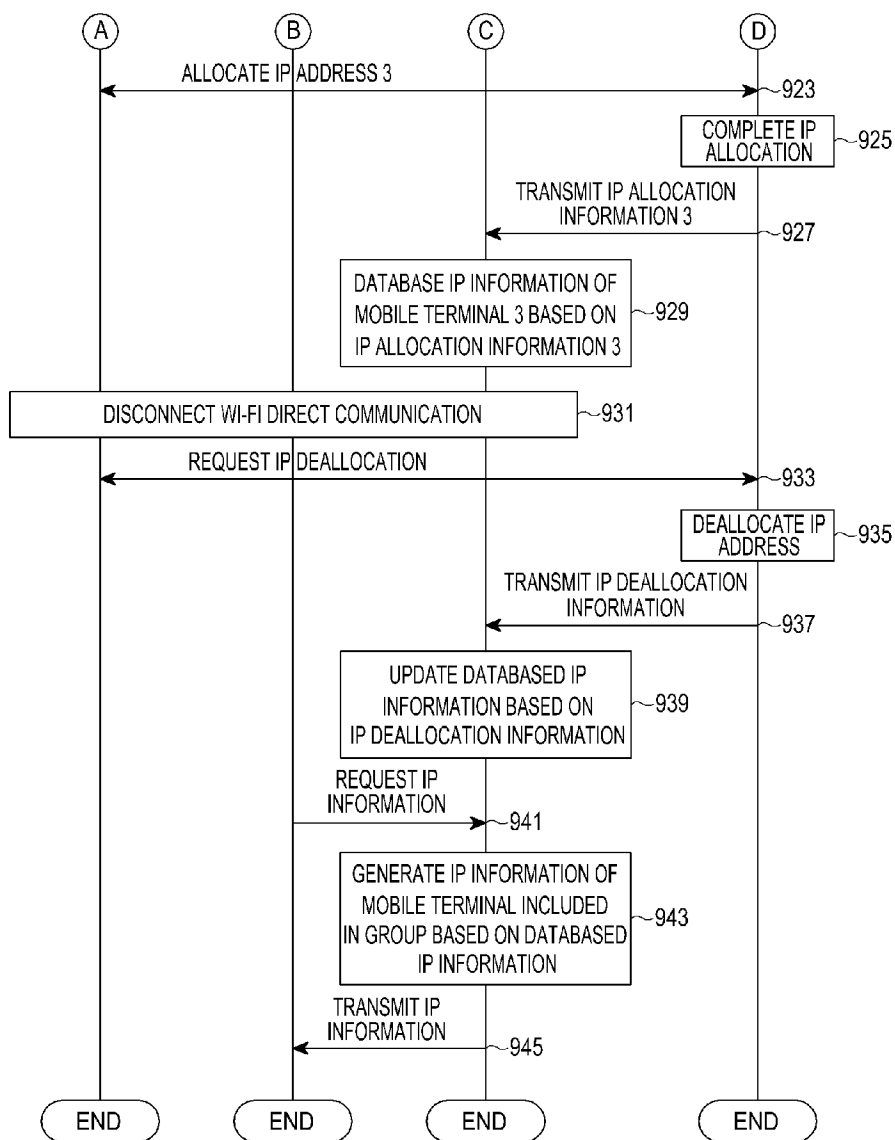 A B C D
ALLOCATE IP ADDRESS 3
923
COMPLETE IP
ALLOCATION
925
TRANSMIT IP ALLOCATION
INFORMATION 3
927
DATABASE IP INFORMATION OF
MOBILE TERMINAL 3 BASED ON
IP ALLOCATION INFORMATION 3
929
DISCONNECT WI-FI DIRECT COMMUNICATION
931
REQUEST IP DEALLOCATION
933
DEALLOCATE IP
ADDRESS
935
TRANSMIT IP DEALLOCATION
INFORMATION
937
UPDATE DATABASED IP
INFORMATION BASED ON
IP DEALLOCATION INFORMATION
939
REQUEST IP
INFORMATION
941
GENERATE IP INFORMATION OF
MOBILE TERMINAL INCLUDED
IN GROUP BASED ON DATABASED
IP INFORMATION
943
TRANSMIT IP
INFORMATION
945
END END END END